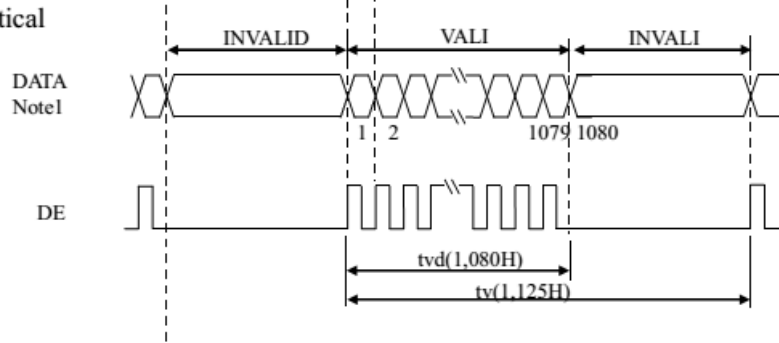 tical
INVALID VALI INVALI
DATA
Note1
1 2 1079 1080
DE
tvd(1,080H)
tv(1,125H)